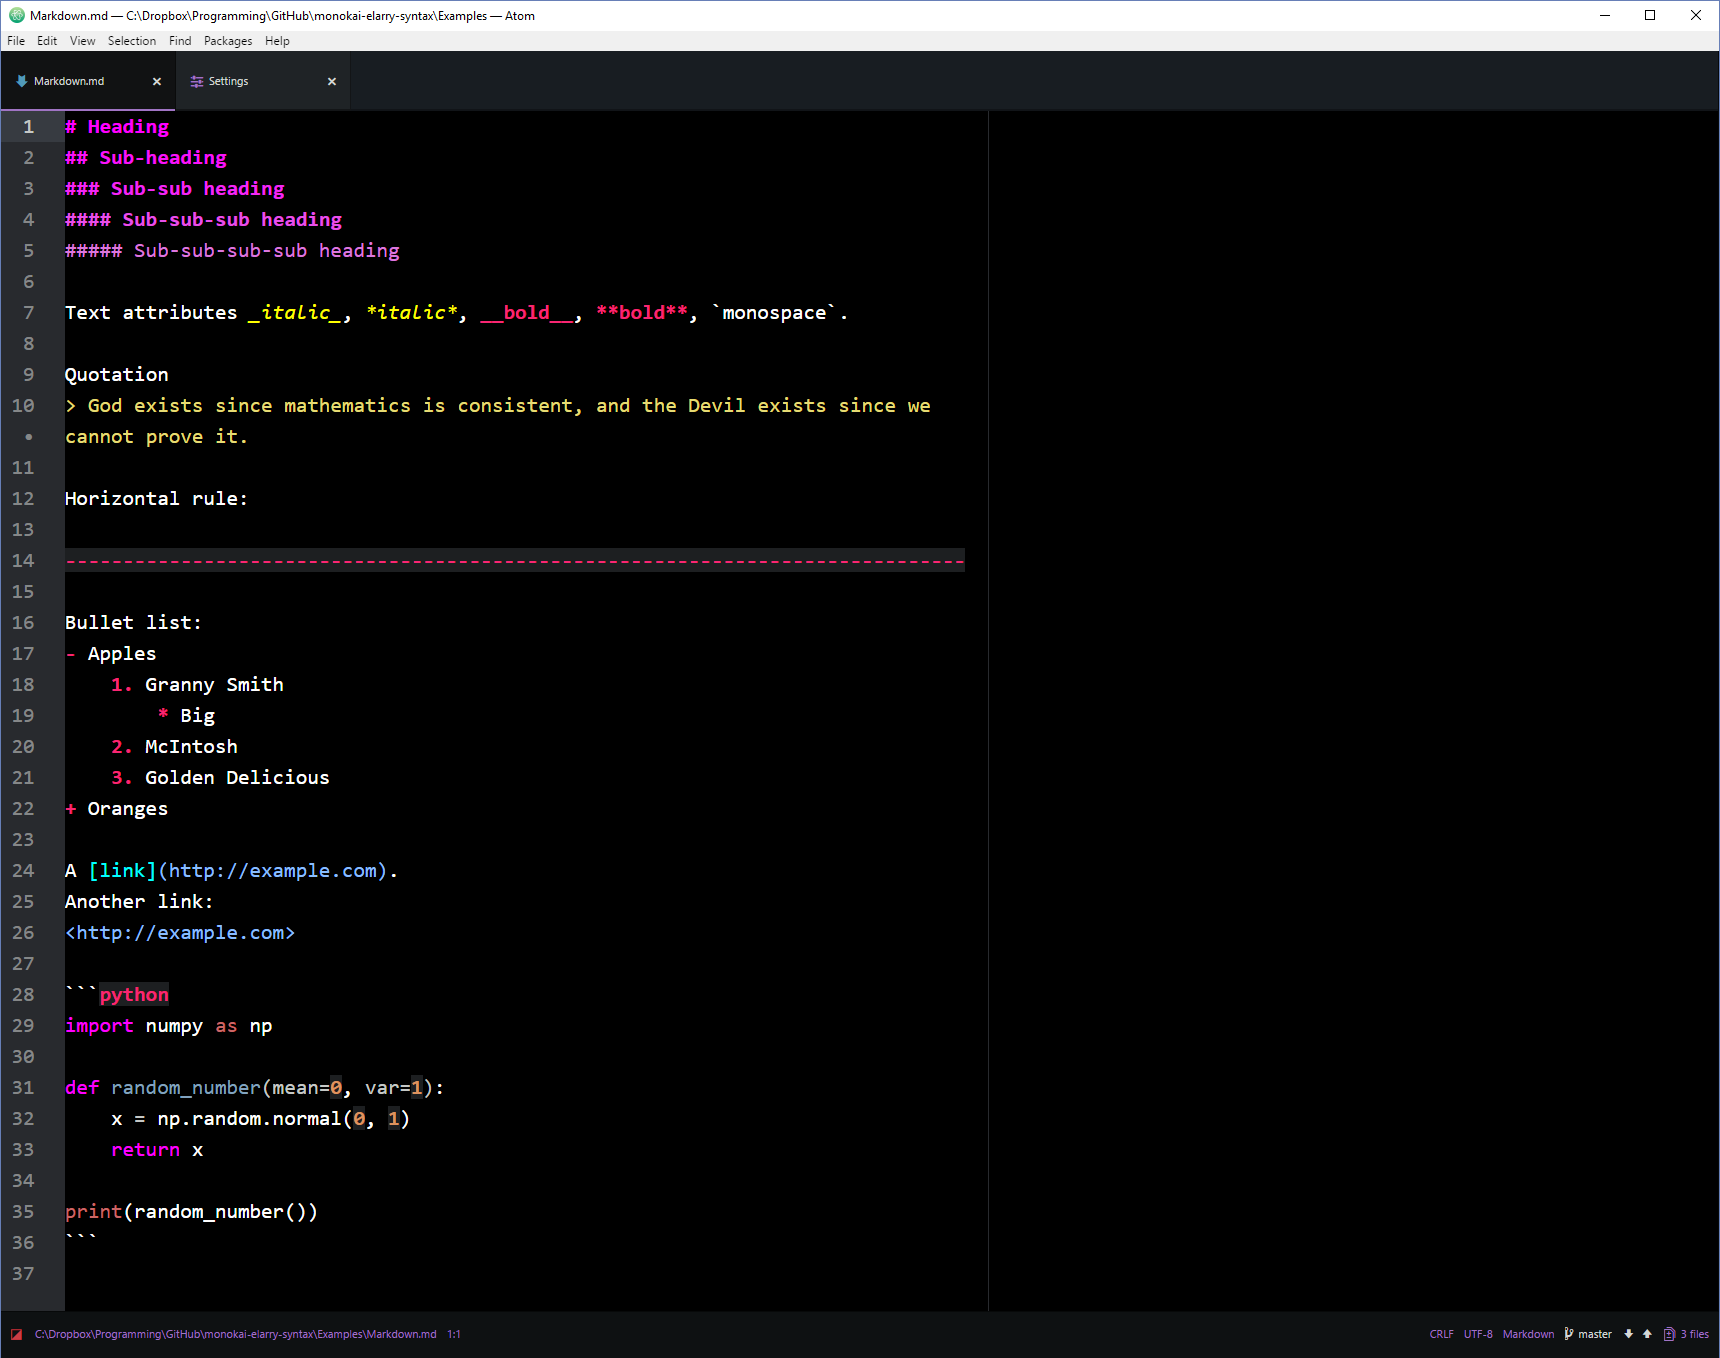 Markdown.md — C:\Dropbox\Programming\GitHub\monokai-elarry-syntax\Examples — Atom
File Edit View Selection Find Packages Help
Markdown.md Settings
1 # Heading
2 ## Sub-heading
3 ### Sub-sub heading
4 #### Sub-sub-sub heading
5 ##### Sub-sub-sub-sub heading
6
7 Text attributes _italic_, *italic*, __bold__, **bold**, `monospace`.
8
9 Quotation
10 > God exists since mathematics is consistent, and the Devil exists since we
• cannot prove it.
11
12 Horizontal rule:
13
14 ------------------------------------------------------------------------------
15
16 Bullet list:
17 - Apples
18     1. Granny Smith
19         * Big
20     2. McIntosh
21     3. Golden Delicious
22 + Oranges
23
24 A [link](http://example.com).
25 Another link:
26 <http://example.com>
27
28 ```python
29 import numpy as np
30
31 def random_number(mean=0, var=1):
32     x = np.random.normal(0, 1)
33     return x
34
35 print(random_number())
36 ```
37
C:\Dropbox\Programming\GitHub\monokai-elarry-syntax\Examples\Markdown.md 1:1 CRLF UTF-8 Markdown master 3 files